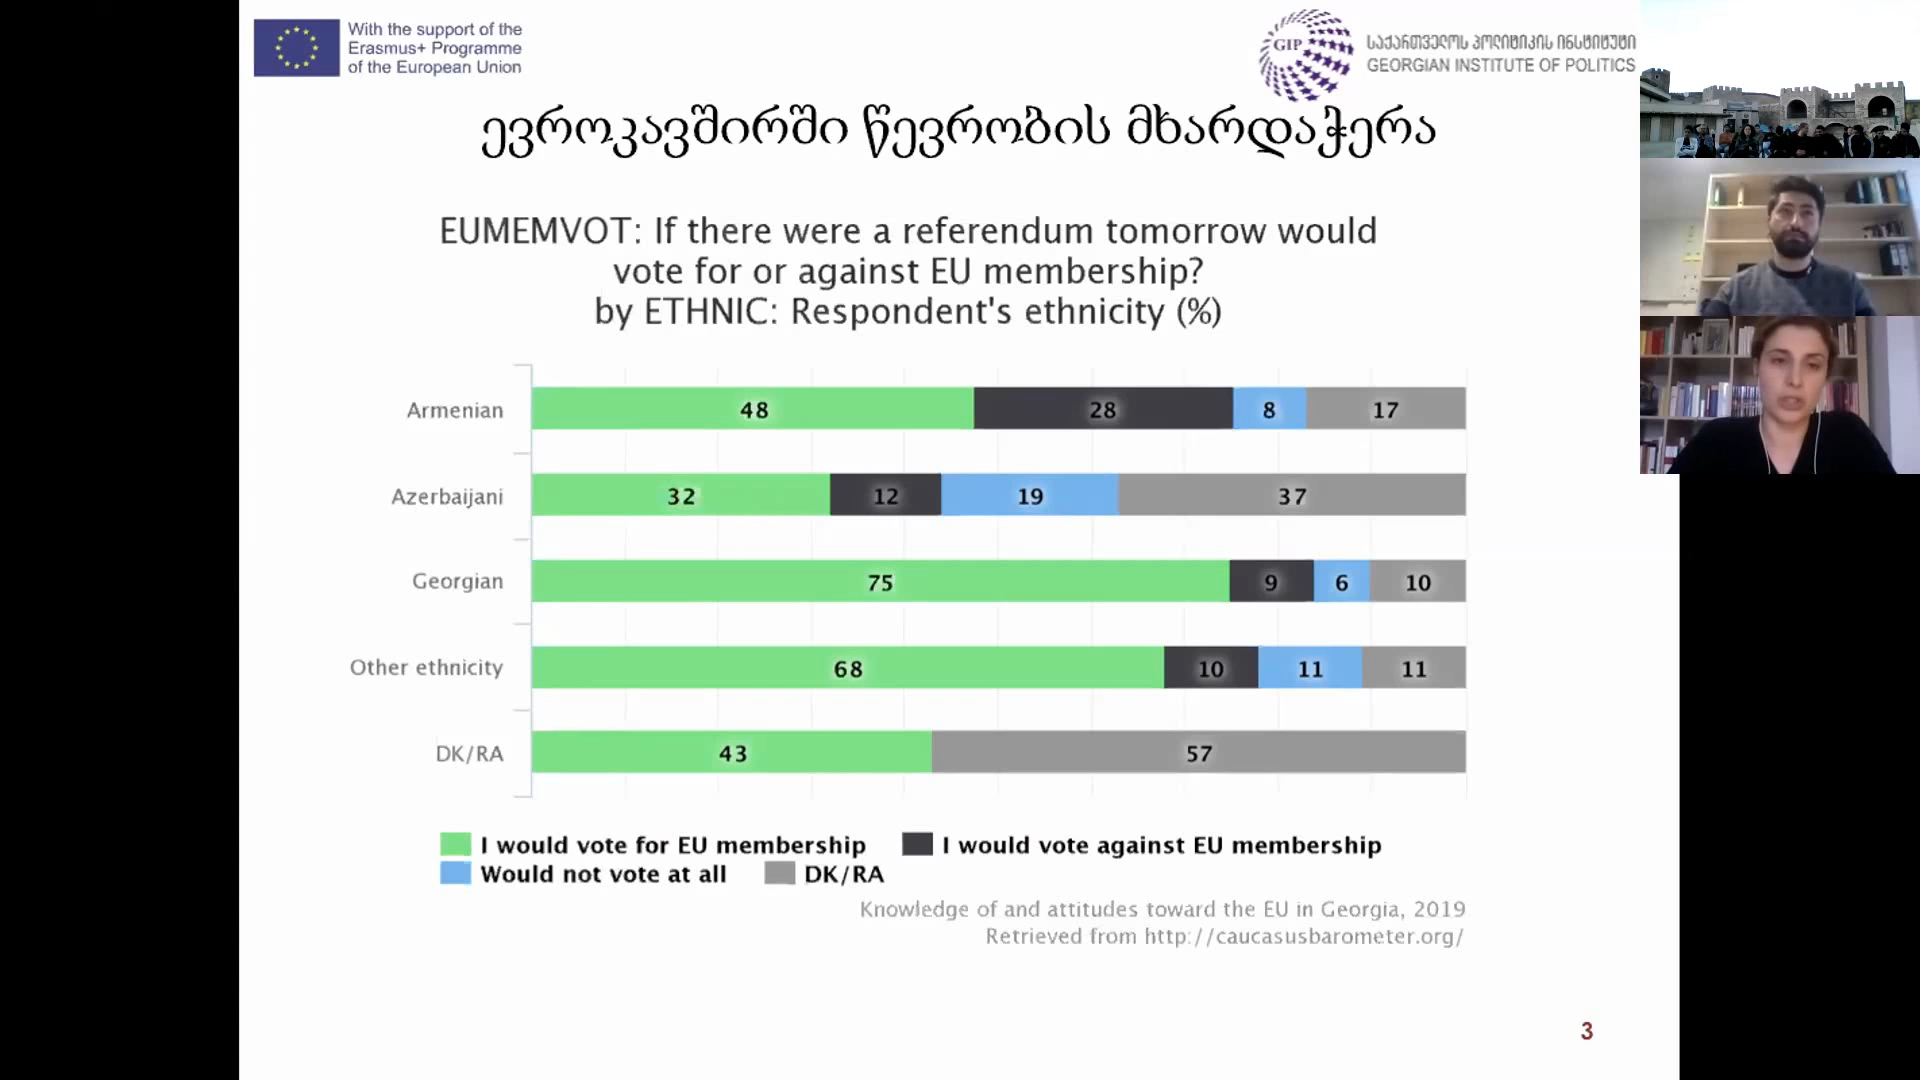 With the support of the
Erasmus+ Programme
of the European Union
GIP
საქართველოს პოლიტიკის ინსტიტუტი
GEORGIAN INSTITUTE OF POLITICS
ევროკავშირში წევრობის მხარდაჭერა
EUMEMVOT: If there were a referendum tomorrow would
vote for or against EU membership?
by ETHNIC: Respondent's ethnicity (%)
Armenian 48 28 8 17
Azerbaijani 32 12 19 37
Georgian 75 9 6 10
Other ethnicity 68 10 11 11
DK/RA 43 57
I would vote for EU membership I would vote against EU membership
Would not vote at all DK/RA
Knowledge of and attitudes toward the EU in Georgia, 2019
Retrieved from http://caucasusbarometer.org/
3